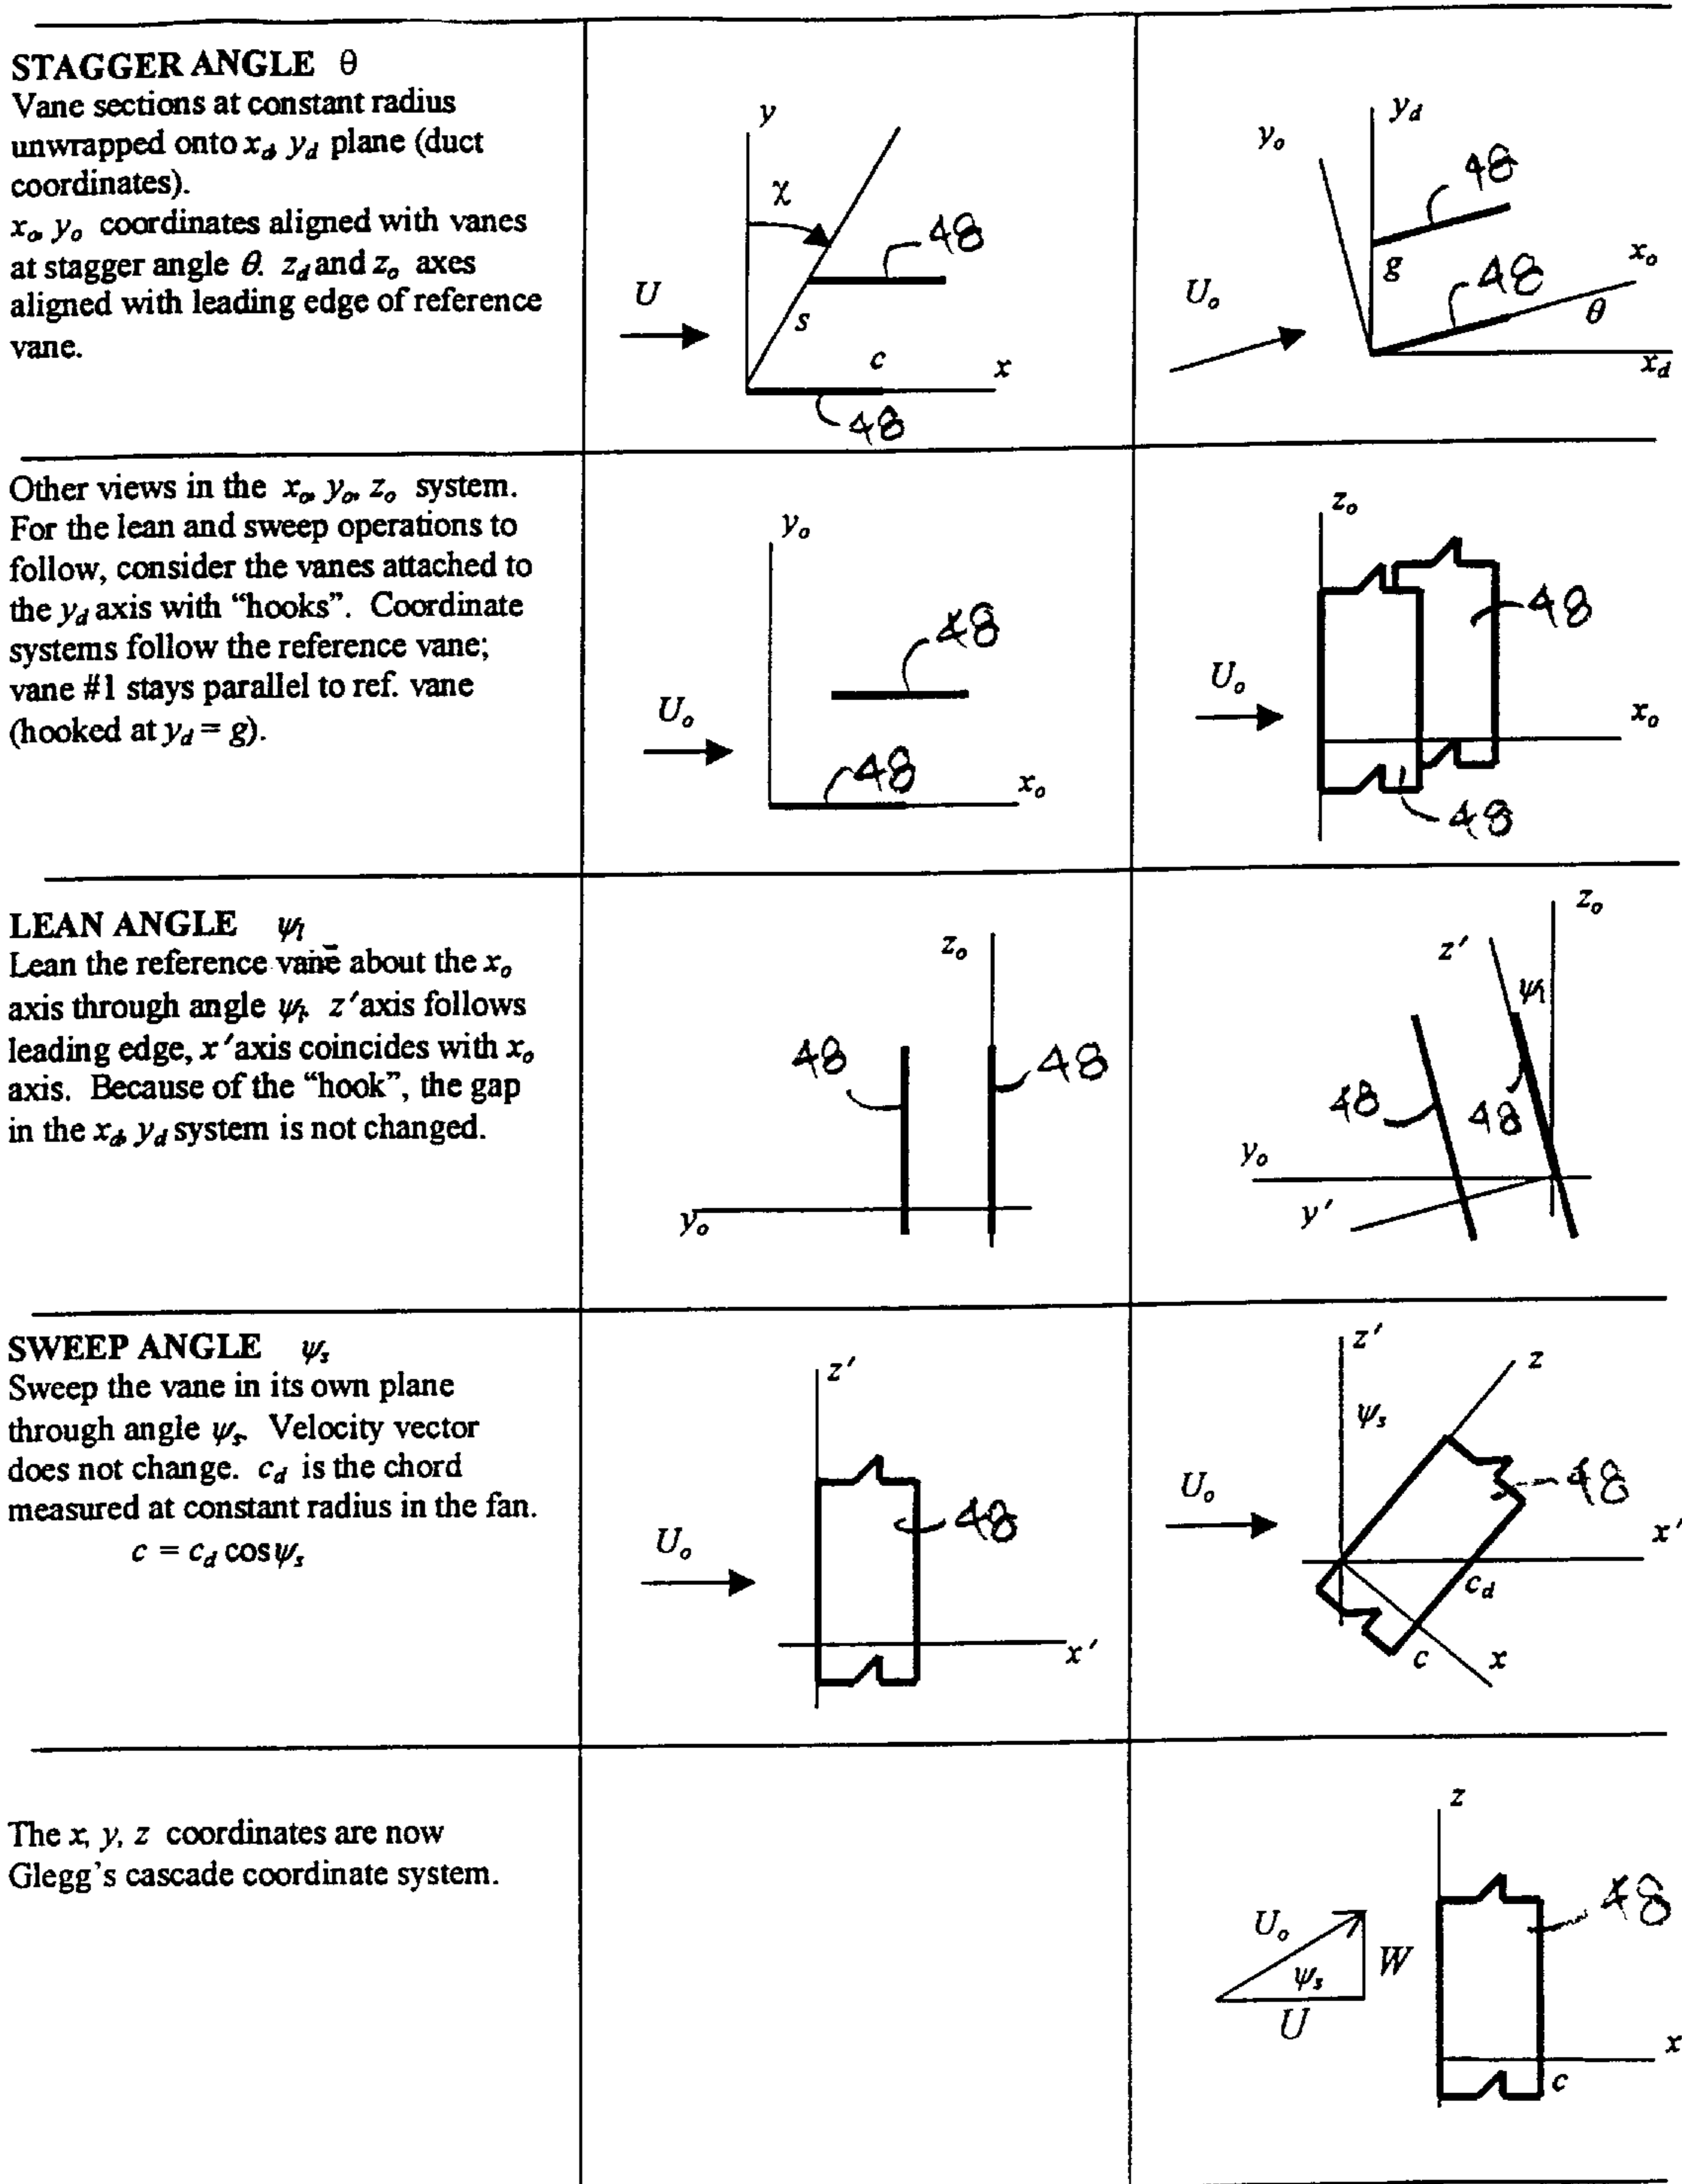 STAGGER ANGLE θ
Vane sections at constant radius
unwrapped onto x_d, y_d plane (duct
coordinates).
x_o, y_o coordinates aligned with vanes
at stagger angle θ. z_d and z_o axes
aligned with leading edge of reference
vane.
y
χ
48
U
s
c
x
48
y_d
y_o
48
g
x_o
48
U_o
θ
x_d
Other views in the x_o, y_o, z_o system.
For the lean and sweep operations to
follow, consider the vanes attached to
the y_d axis with “hooks”. Coordinate
systems follow the reference vane;
vane #1 stays parallel to ref. vane
(hooked at y_d = g).
y_o
48
U_o
48
x_o
z_o
48
U_o
x_o
48
LEAN ANGLE ψ_l
Lean the reference vane about the x_o
axis through angle ψ_l. z' axis follows
leading edge, x' axis coincides with x_o
axis. Because of the “hook”, the gap
in the x_d, y_d system is not changed.
z_o
48
48
y_o
z_o
z'
ψ_l
48
48
y_o
y'
SWEEP ANGLE ψ_s
Sweep the vane in its own plane
through angle ψ_s. Velocity vector
does not change. c_d is the chord
measured at constant radius in the fan.
c = c_d cosψ_s
z'
48
U_o
x'
z'
z
ψ_s
48
U_o
x'
c_d
c
x
The x, y, z coordinates are now
Glegg's cascade coordinate system.
z
48
U_o
W
ψ_s
U
x
c